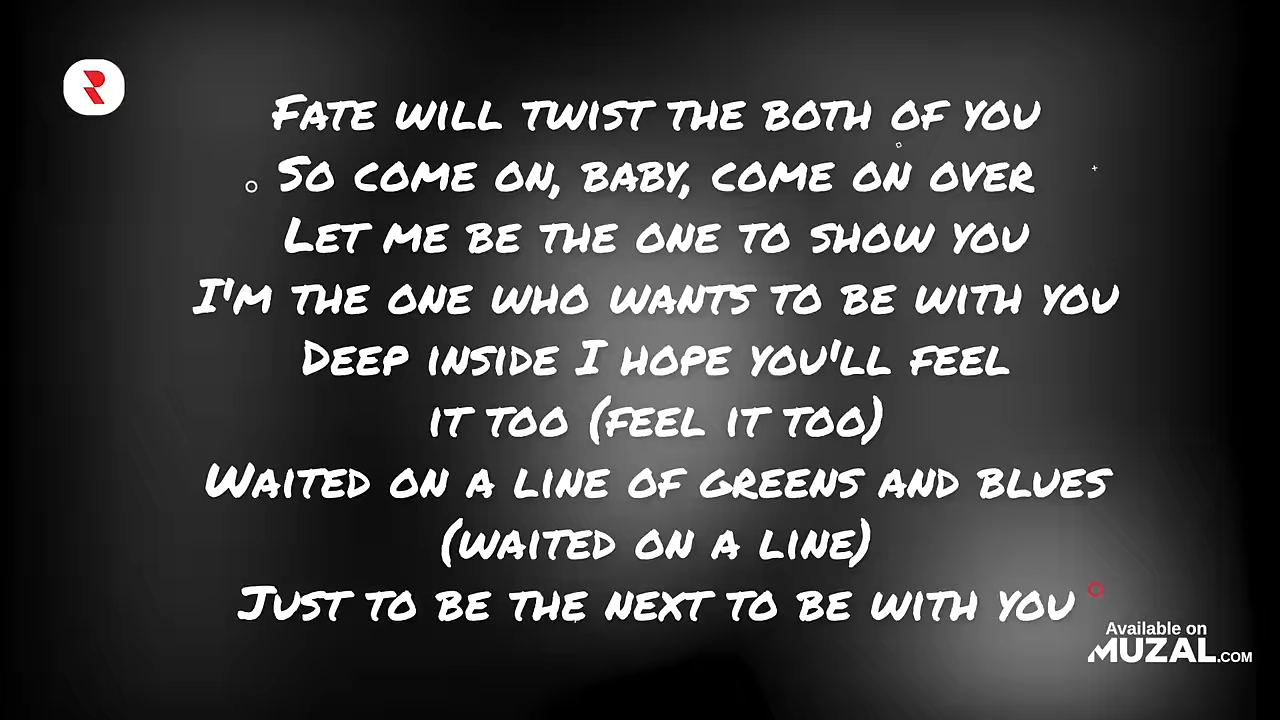 Fate will twist the both of you
So come on, baby, come on over
Let me be the one to show you
I'm the one who wants to be with you
Deep inside I hope you'll feel
it too (feel it too)
Waited on a line of greens and blues
(waited on a line)
Just to be the next to be with you
Available on
MUZAL.COM